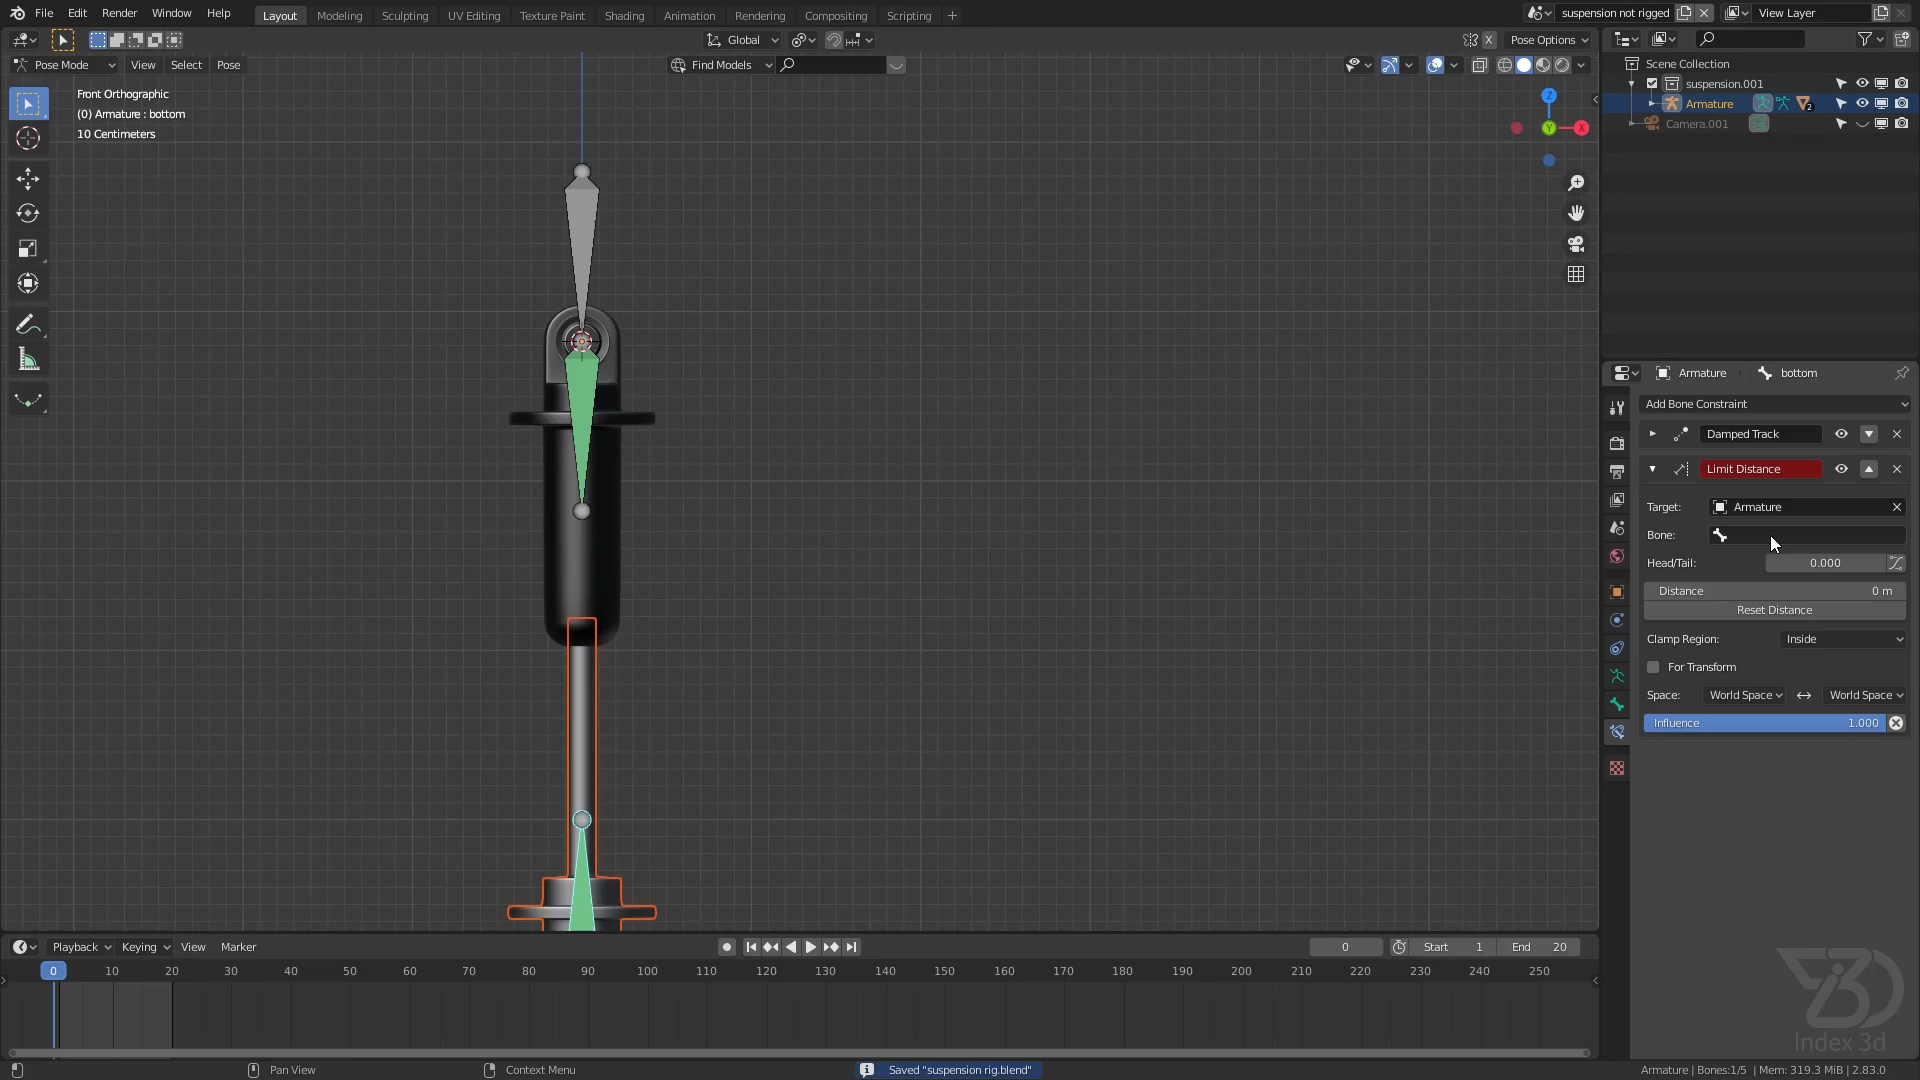 File Edit Render Window Help Layout Modeling Sculpting UV Editing Texture Paint Shading Animation Rendering Compositing Scripting + suspension not rigged View Layer
Global X Pose Options
Pose Mode View Select Pose Find Models
Front Orthographic
(0) Armature : bottom
10 Centimeters
Z
Y
X
Scene Collection
suspension.001
Armature 2
Camera.001
Armature bottom
Add Bone Constraint
Damped Track
Limit Distance
Target: Armature
Bone:
Head/Tail: 0.000
Distance 0 m
Reset Distance
Clamp Region: Inside
For Transform
Space: World Space World Space
Influence 1.000
Playback Keying View Marker 0 Start 1 End 20
0 10 20 30 40 50 60 70 80 90 100 110 120 130 140 150 160 170 180 190 200 210 220 230 240 250
Index 3d
Pan View Context Menu Saved "suspension rig.blend" Armature | Bones:1/5 | Mem: 319.3 MiB | 2.83.0